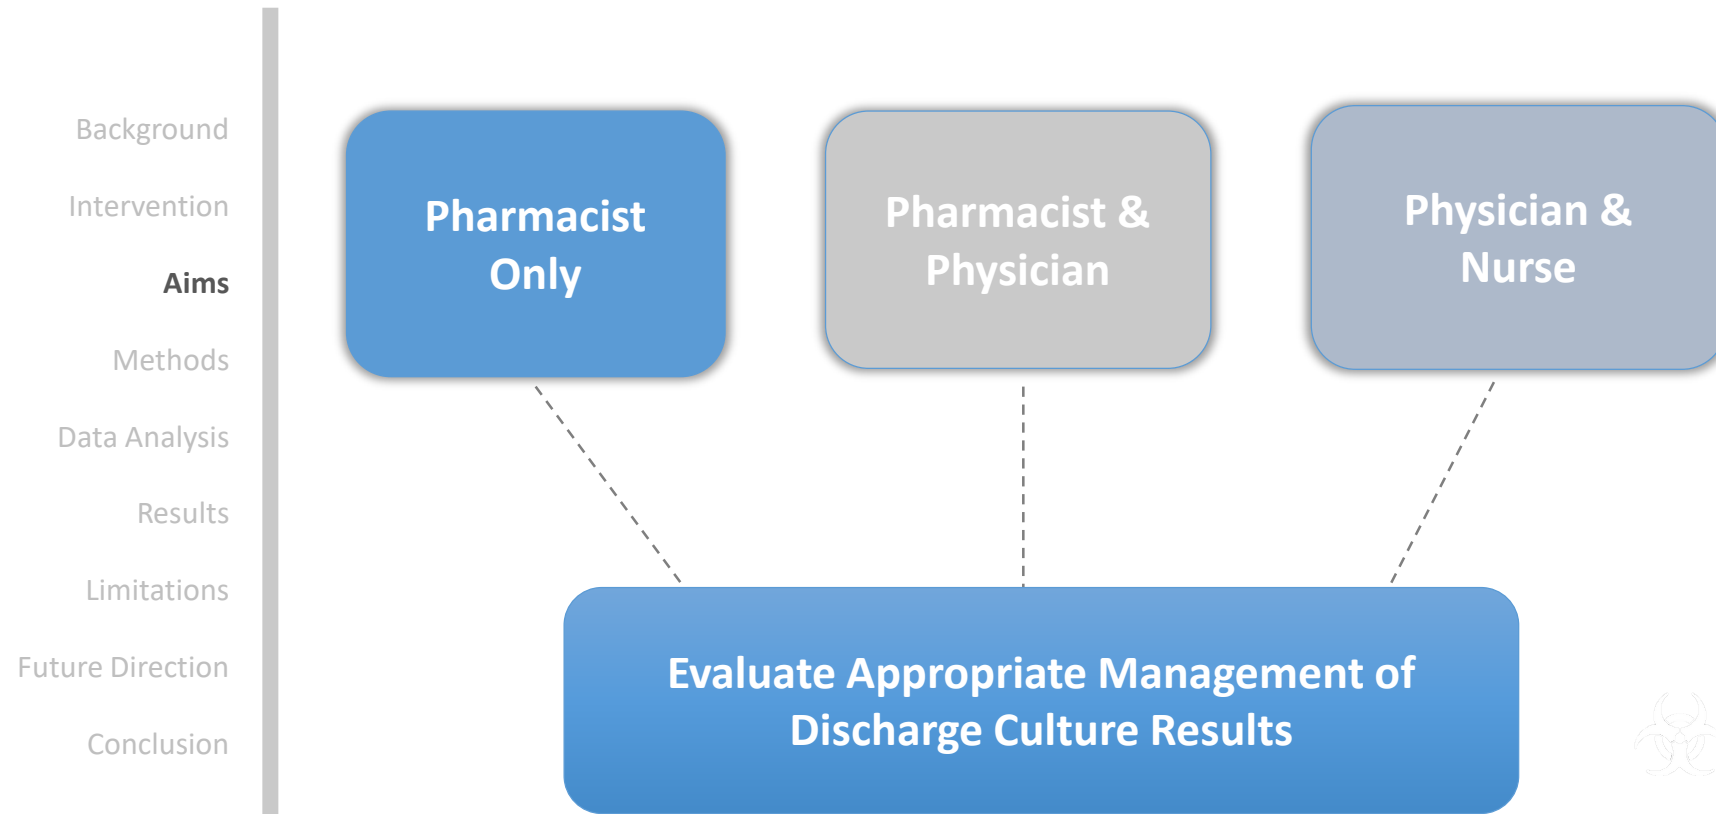 Background
Intervention
Aims
Methods
Data Analysis
Results
Limitations
Future Direction
Conclusion
Pharmacist
Only
Pharmacist &
Physician
Physician &
Nurse
Evaluate Appropriate Management of
Discharge Culture Results